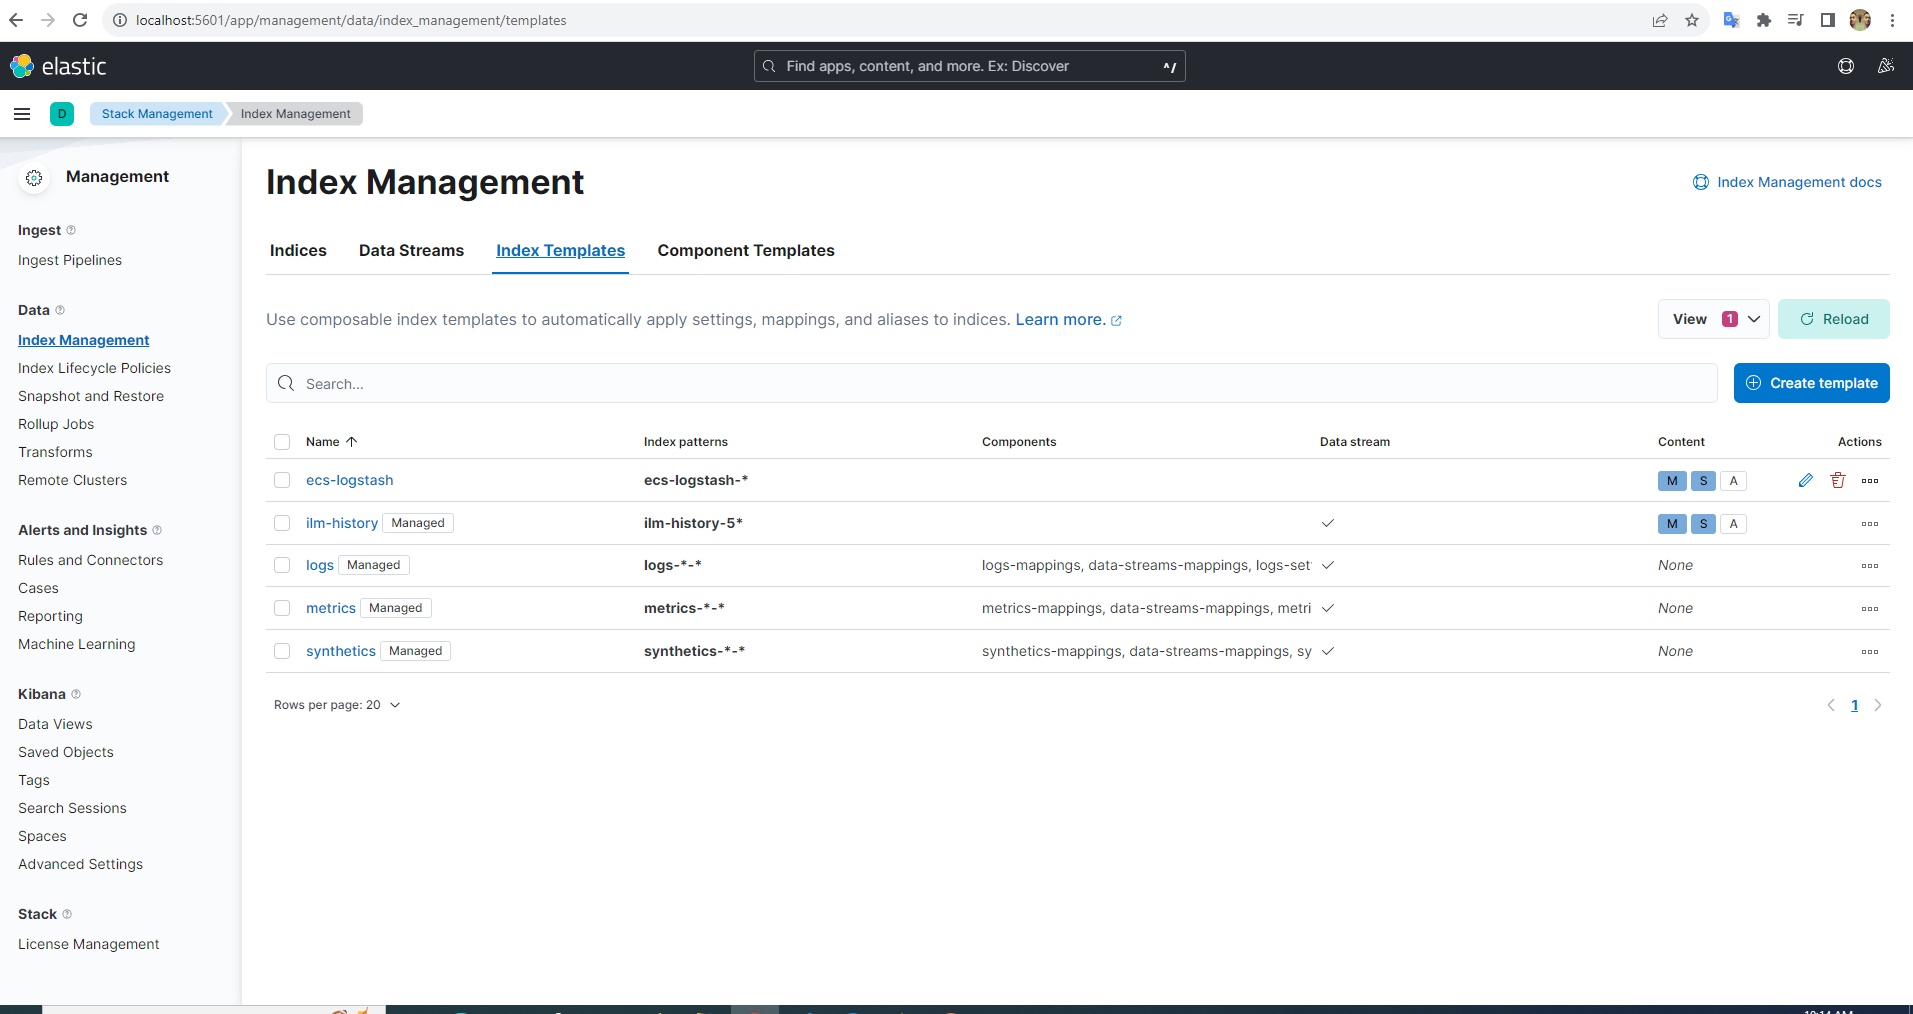 localhost:5601/app/management/data/index_management/templates
elastic
Find apps, content, and more. Ex: Discover ^/
D Stack Management Index Management
Management
Ingest
Ingest Pipelines
Data
Index Management
Index Lifecycle Policies
Snapshot and Restore
Rollup Jobs
Transforms
Remote Clusters
Alerts and Insights
Rules and Connectors
Cases
Reporting
Machine Learning
Kibana
Data Views
Saved Objects
Tags
Search Sessions
Spaces
Advanced Settings
Stack
License Management
Index Management
Index Management docs
Indices Data Streams Index Templates Component Templates
Use composable index templates to automatically apply settings, mappings, and aliases to indices. Learn more.
View 1 Reload
Search...
Create template
Name Index patterns Components Data stream Content Actions
ecs-logstash ecs-logstash-* M S A
ilm-history Managed ilm-history-5* M S A
logs Managed logs-*-* logs-mappings, data-streams-mappings, logs-set None
metrics Managed metrics-*-* metrics-mappings, data-streams-mappings, metri None
synthetics Managed synthetics-*-* synthetics-mappings, data-streams-mappings, sy None
Rows per page: 20
1